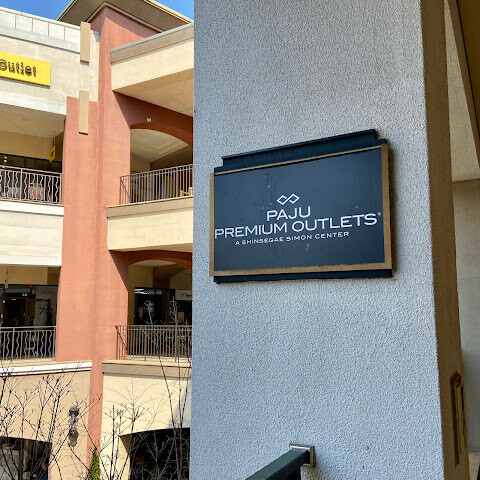 Outlet
PAJU
PREMIUM OUTLETS®
A SHINSEGAE SIMON CENTER